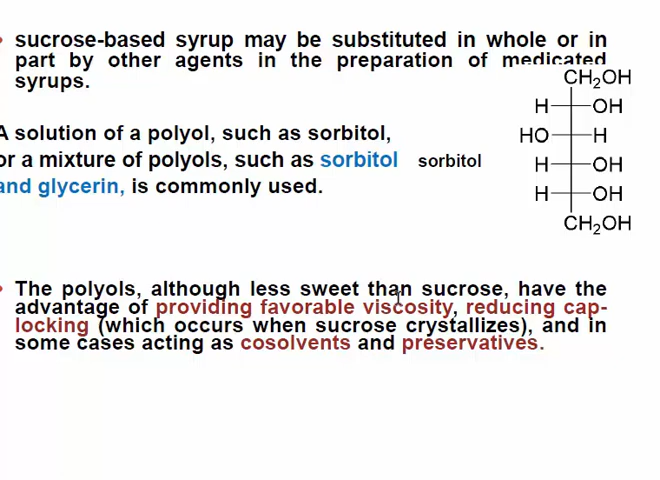 sucrose-based syrup may be substituted in whole or in
part by other agents in the preparation of medicated
syrups.
CH2OH
H OH
HO H
H OH
H OH
CH2OH
A solution of a polyol, such as sorbitol,
or a mixture of polyols, such as sorbitol
and glycerin, is commonly used.
sorbitol
The polyols, although less sweet than sucrose, have the
advantage of providing favorable viscosity, reducing cap-
locking (which occurs when sucrose crystallizes), and in
some cases acting as cosolvents and preservatives.